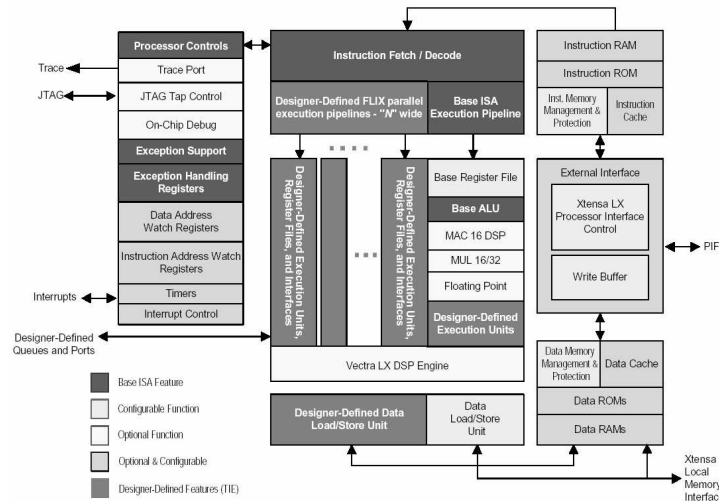 Processor Controls
Trace
Trace Port
JTAG
JTAG Tap Control
On-Chip Debug
Exception Support
Exception Handling
Registers
Data Address
Watch Registers
Instruction Address Watch
Registers
Interrupts
Timers
Interrupt Control
Designer-Defined
Queues and Ports
Instruction Fetch / Decode
Designer-Defined FLIX parallel
execution pipelines - "N" wide
Base ISA
Execution Pipeline
Designer-Defined Execution Units,
Register Files, and Interfaces
Designer-Defined Execution Units,
Register Files, and Interfaces
Base Register File
Base ALU
MAC 16 DSP
MUL 16/32
Floating Point
Designer-Defined
Execution Units
Vectra LX DSP Engine
Designer-Defined Data
Load/Store Unit
Data
Load/Store
Unit
Instruction RAM
Instruction ROM
Inst. Memory
Management &
Protection
Instruction
Cache
External Interface
Xtensa LX
Processor Interface
Control
Write Buffer
PIF
Data Memory
Management &
Protection
Data Cache
Data ROMs
Data RAMs
Xtensa
Local
Memory
Interface
Base ISA Feature
Configurable Function
Optional Function
Optional & Configurable
Designer-Defined Features (TIE)